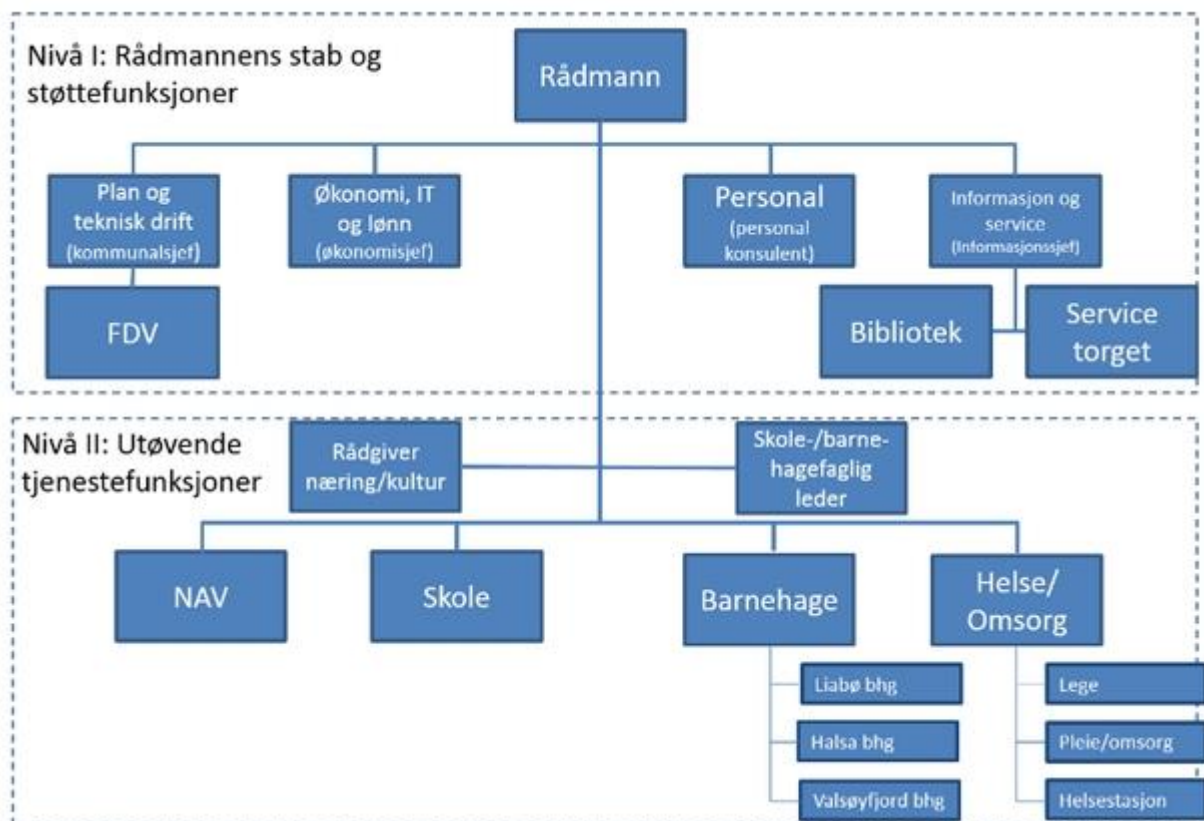 Nivå I: Rådmannens stab og
støttefunksjoner
Rådmann
Plan og
teknisk drift
(kommunalsjef)
Økonomi, IT
og lønn
(økonomisjef)
Personal
(personal
konsulent)
Informasjon og
service
(Informasjonssjef)
FDV
Bibliotek
Service
torget
Nivå II: Utøvende
tjenestefunksjoner
Rådgiver
næring/kultur
Skole-/barne-
hagefaglig
leder
NAV
Skole
Barnehage
Helse/
Omsorg
Liabø bhg
Halsa bhg
Valsøyfjord bhg
Lege
Pleie/omsorg
Helsestasjon